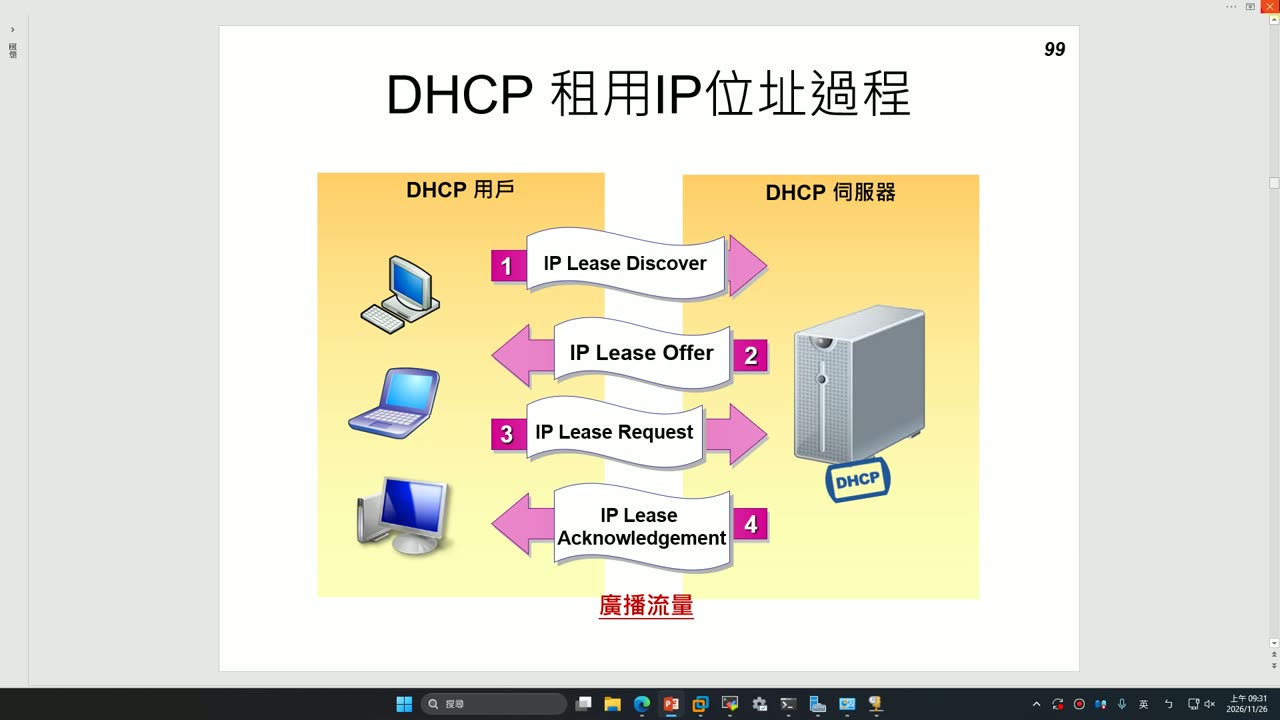 99
DHCP 租用IP位址過程
DHCP 用戶
DHCP 伺服器
1
IP Lease Discover
IP Lease Offer
2
3
IP Lease Request
IP Lease
Acknowledgement
4
DHCP
廣播流量
搜尋
英
上午 09:31
2026/11/26